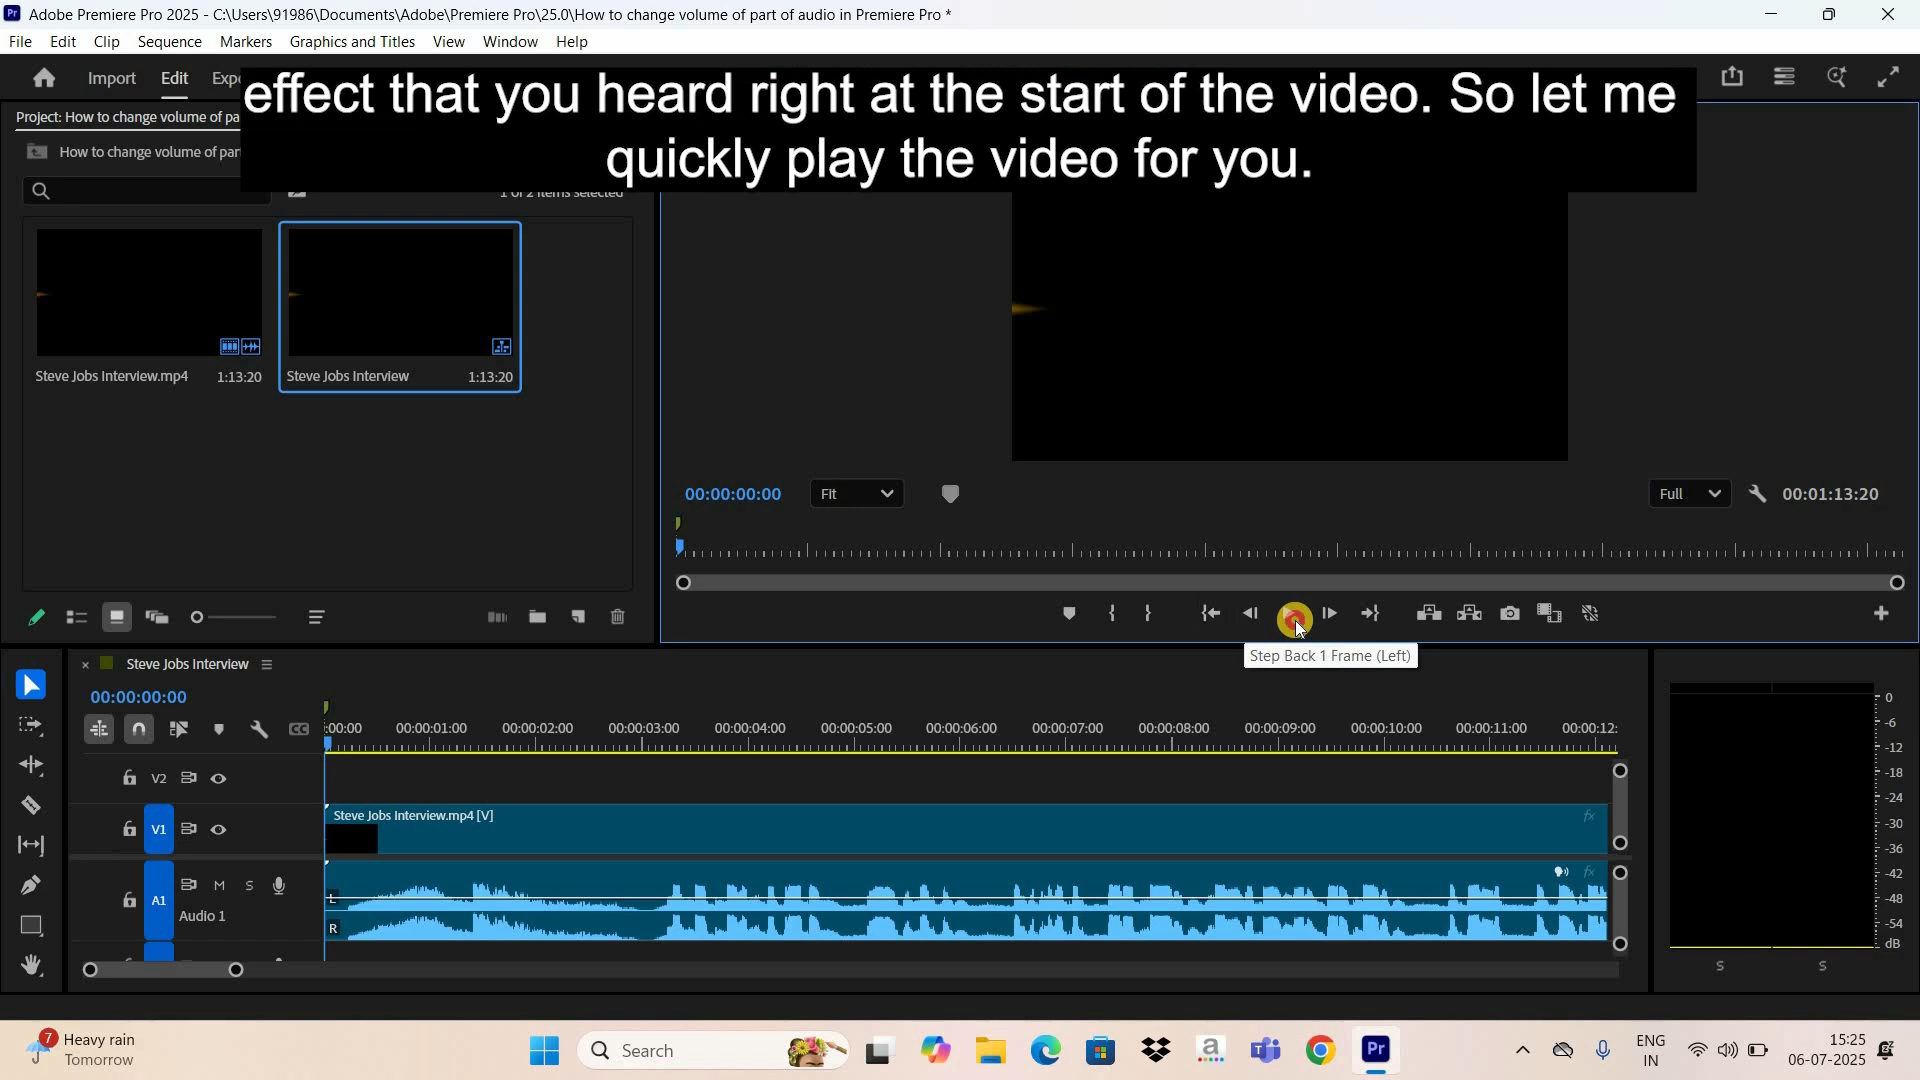 Adobe Premiere Pro 2025 - C:\Users\91986\Documents\Adobe\Premiere Pro\25.0\How to change volume of part of audio in Premiere Pro *
File Edit Clip Sequence Markers Graphics and Titles View Window Help
Import Edit
effect that you heard right at the start of the video. So let me
quickly play the video for you.
Project: How to change volume of pa
How to change volume of par
1 of 2 items selected
Steve Jobs Interview.mp4 1:13:20
Steve Jobs Interview 1:13:20
00:00:00:00 Fit Full 00:01:13:20
Step Back 1 Frame (Left)
× Steve Jobs Interview
00:00:00:00
:00:00 00:00:01:00 00:00:02:00 00:00:03:00 00:00:04:00 00:00:05:00 00:00:06:00 00:00:07:00 00:00:08:00 00:00:09:00 00:00:10:00 00:00:11:00 00:00:12:
CC
V2
V1 Steve Jobs Interview.mp4 [V] fx
A1 M S fx
Audio 1
L
R
0
-6
-12
-18
-24
-30
-36
-42
-48
-54
dB
S S
7 Heavy rain
Tomorrow
Search
a
Pr
ENG
IN
15:25
06-07-2025